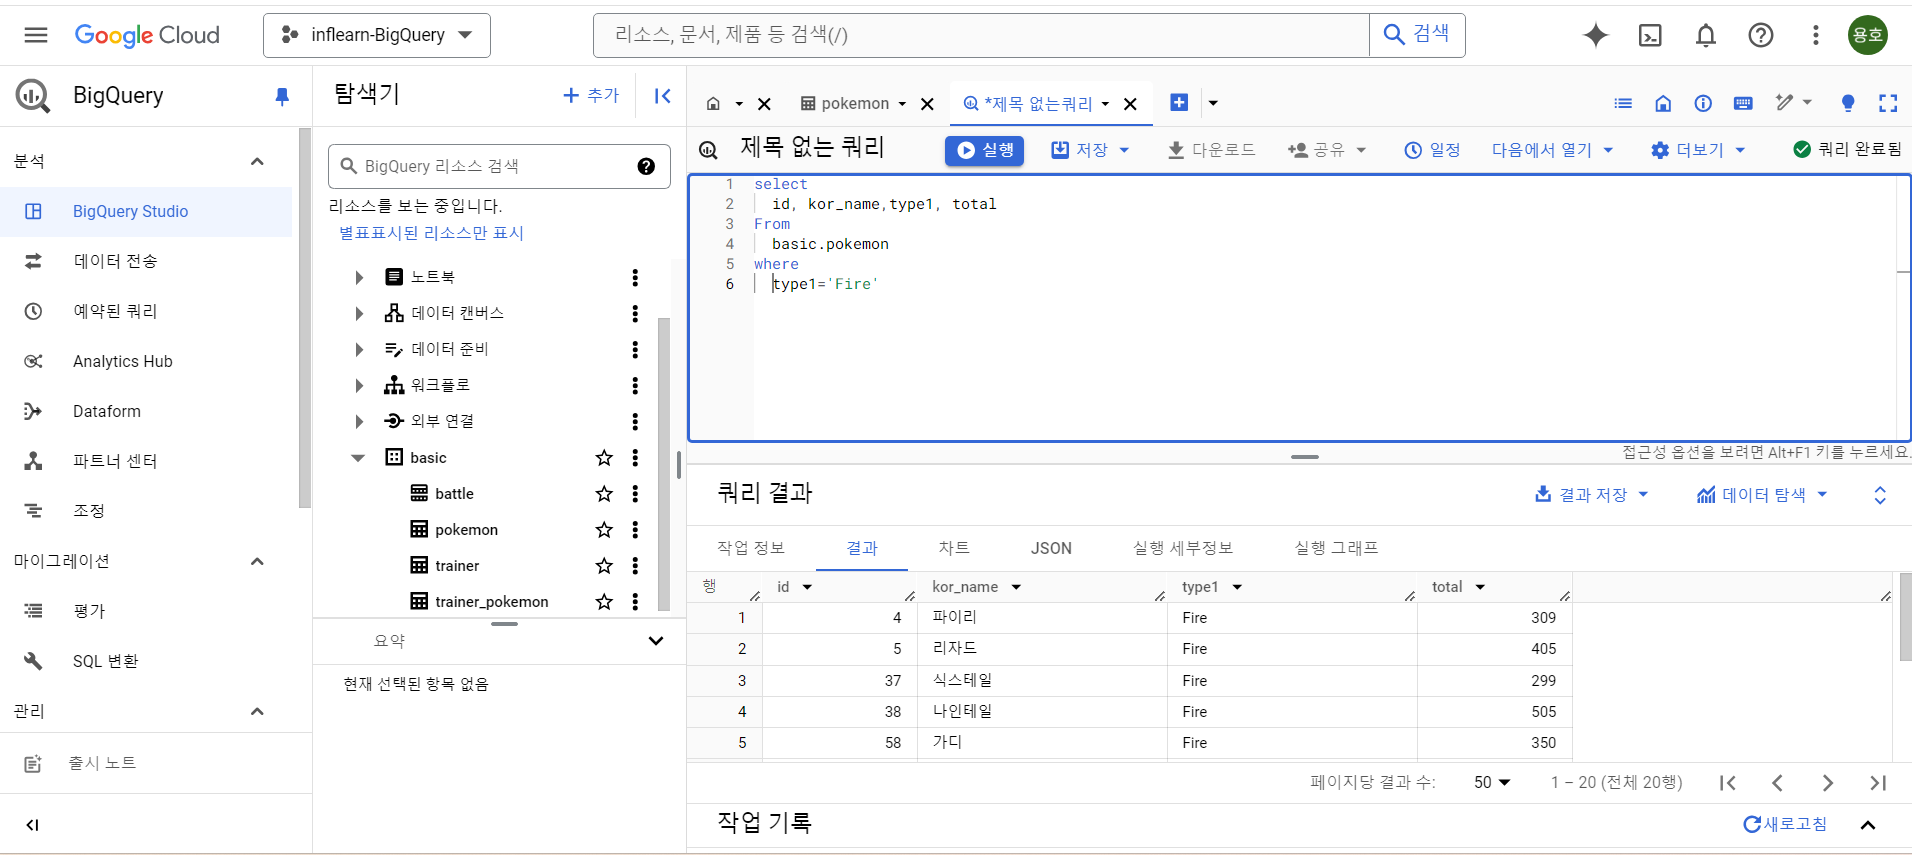 Google Cloud
inflearn-BigQuery
리소스, 문서, 제품 등 검색(/)
검색
용호
BigQuery
분석
BigQuery Studio
데이터 전송
예약된 쿼리
Analytics Hub
Dataform
파트너 센터
조정
마이그레이션
평가
SQL 변환
관리
출시 노트
탐색기
추가
BigQuery 리소스 검색
리소스를 보는 중입니다.
별표표시된 리소스만 표시
노트북
데이터 캔버스
데이터 준비
워크플로
외부 연결
basic
battle
pokemon
trainer
trainer_pokemon
요약
현재 선택된 항목 없음
pokemon
*제목 없는쿼리
제목 없는 쿼리
실행
저장
다운로드
공유
일정
다음에서 열기
더보기
쿼리 완료됨
1 select
2 id, kor_name,type1, total
3 From
4 basic.pokemon
5 where
6 type1='Fire'
접근성 옵션을 보려면 Alt+F1 키를 누르세요.
쿼리 결과
결과 저장
데이터 탐색
작업 정보 결과 차트 JSON 실행 세부정보 실행 그래프
행 id kor_name type1 total
1 4 파이리 Fire 309
2 5 리자드 Fire 405
3 37 식스테일 Fire 299
4 38 나인테일 Fire 505
5 58 가디 Fire 350
페이지당 결과 수: 50 1 – 20 (전체 20행)
작업 기록
새로고침